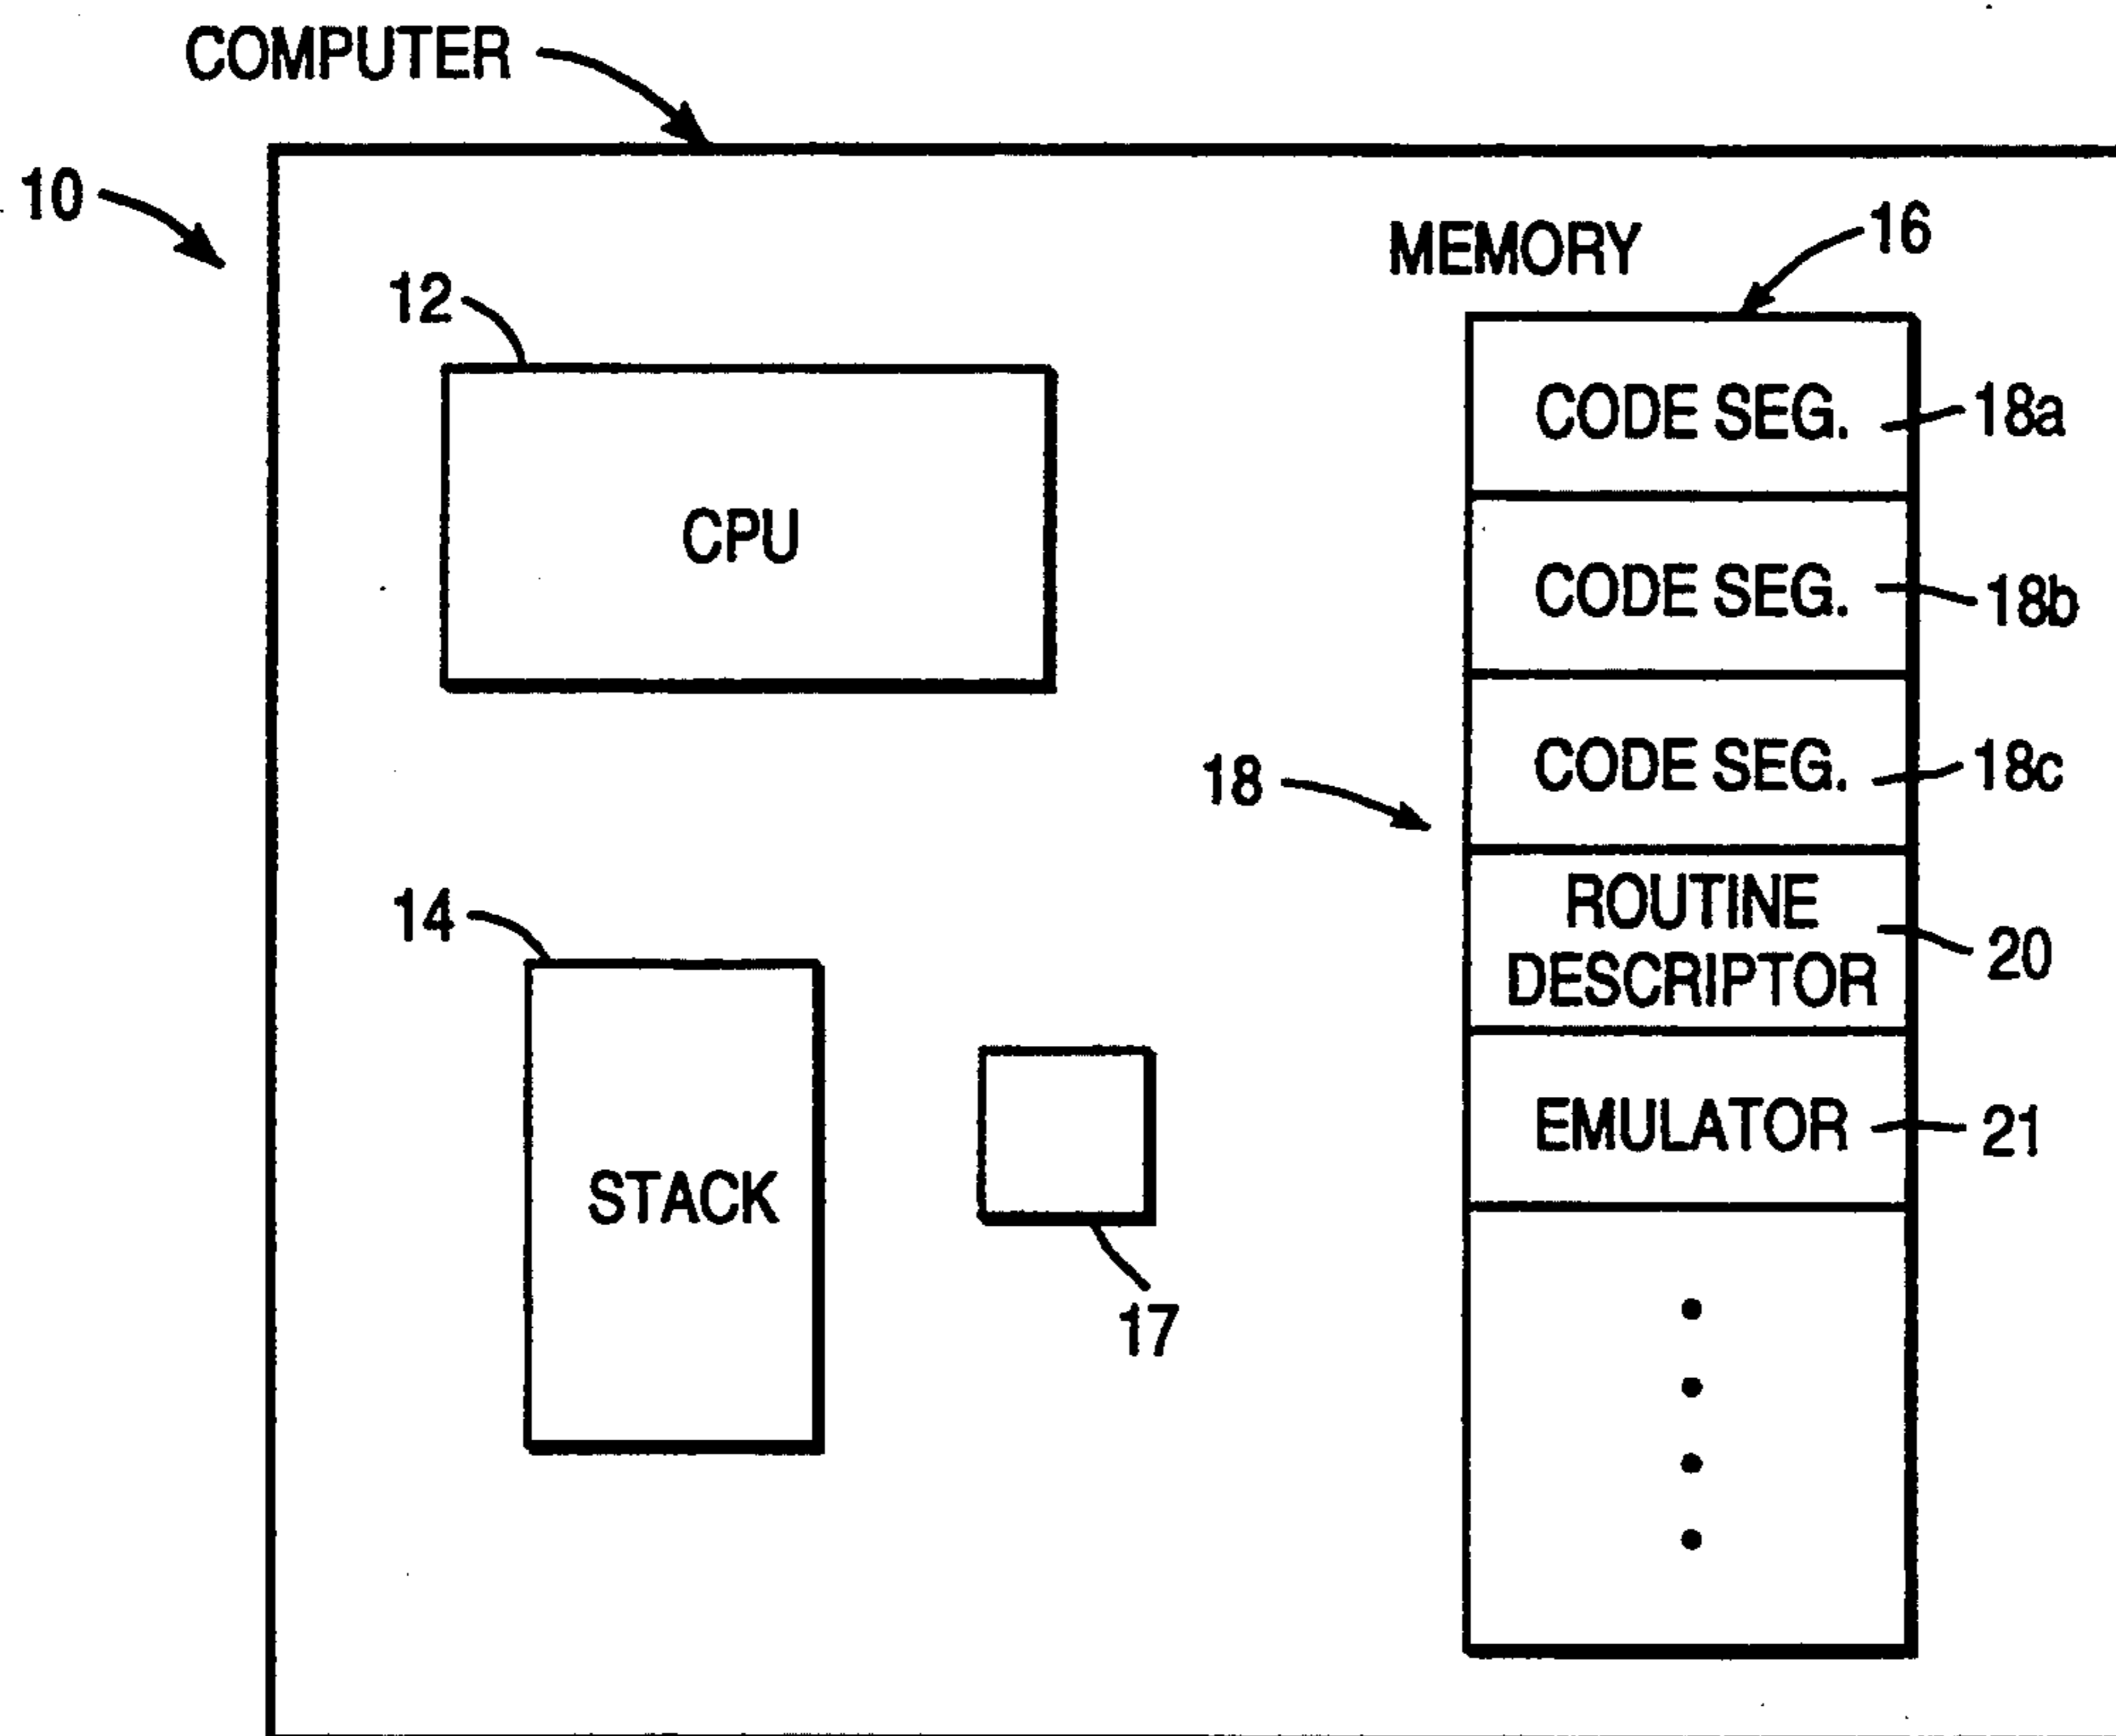 COMPUTER
10
MEMORY
16
12
CODE SEG.
18a
CPU
CODE SEG.
18b
18
CODE SEG.
18c
14
ROUTINE
DESCRIPTOR
20
STACK
EMULATOR
21
17